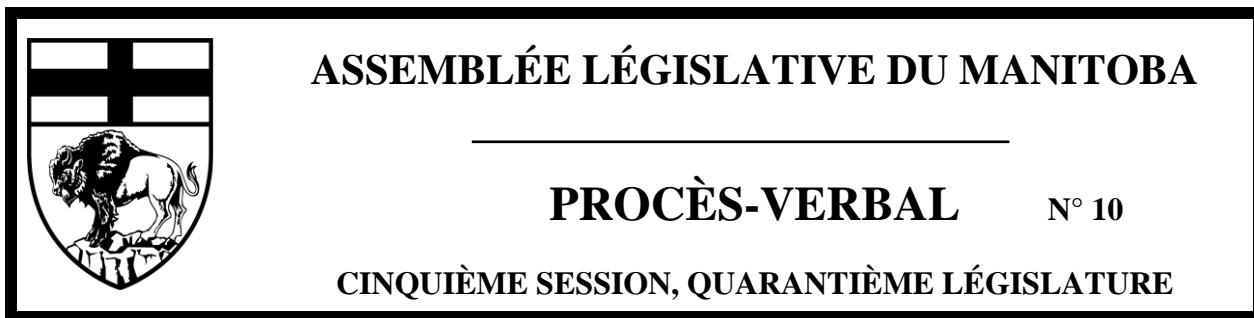 ASSEMBLÉE LÉGISLATIVE DU MANITOBA
PROCÈS-VERBAL N° 10
CINQUIÈME SESSION, QUARANTIÈME LÉGISLATURE